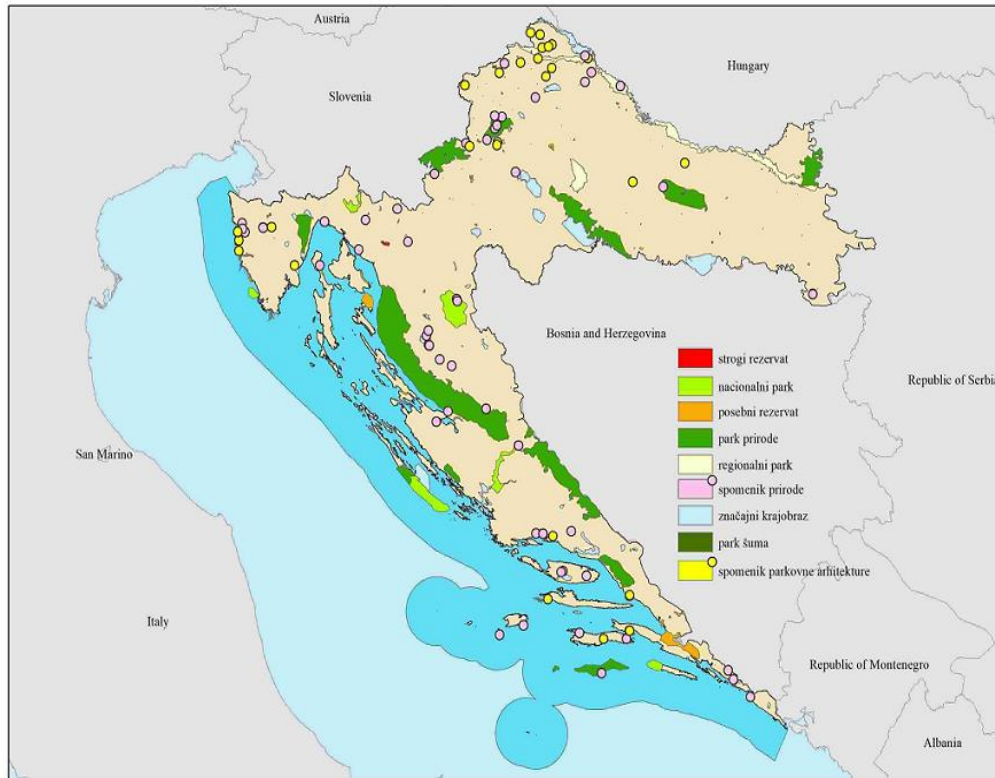 Austria
Hungary
Slovenia
Bosnia and Herzegovina
strogi rezervat
nacionalni park
Republic of Serbia
posebni rezervat
park prirode
San Marino
regionalni park
spomenik prirode
značajni krajobraz
park šuma
spomenik parkovne arhitekture
Italy
Republic of Montenegro
Albania